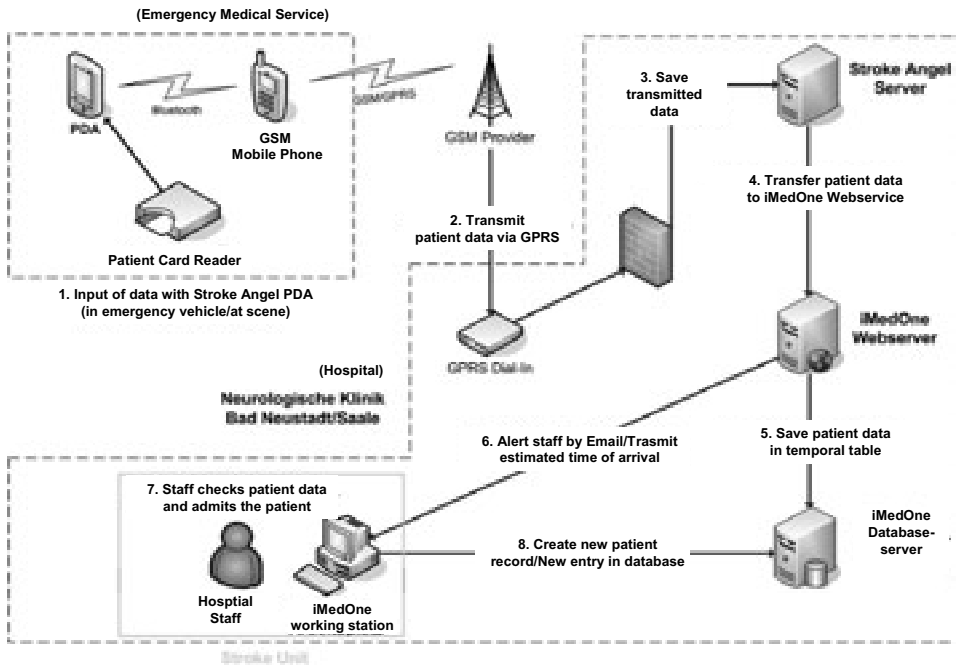 (Emergency Medical Service)
PDA
Bluetooth
GSM
Mobile Phone
GSM/GPRS
GSM Provider
Patient Card Reader
1. Input of data with Stroke Angel PDA
(in emergency vehicle/at scene)
2. Transmit
patient data via GPRS
GPRS Dial-In
3. Save
transmitted
data
Stroke Angel
Server
4. Transfer patient data
to iMedOne Webservice
iMedOne
Webserver
(Hospital)
Neurologische Klinik
Bad Neustadt/Saale
5. Save patient data
in temporal table
6. Alert staff by Email/Trasmit
estimated time of arrival
7. Staff checks patient data
and admits the patient
Hosptial
Staff
iMedOne
working station
8. Create new patient
record/New entry in database
iMedOne
Database-
server
Stroke Unit